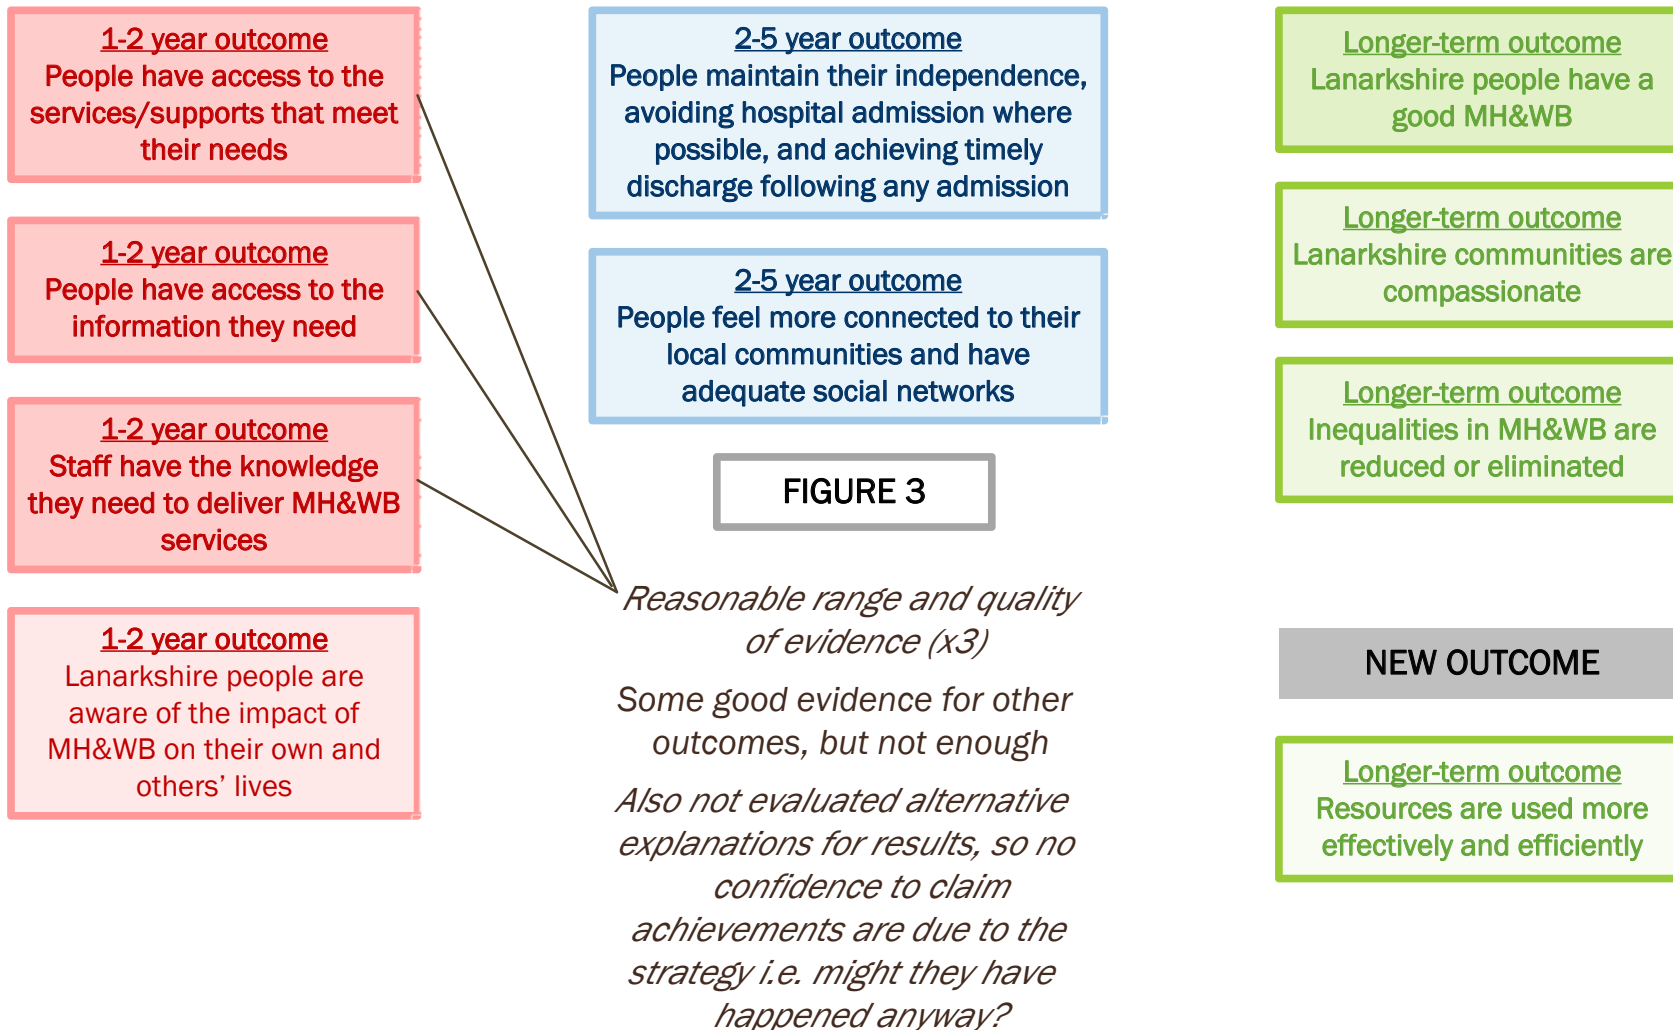 1-2 year outcome
People have access to the
services/supports that meet
their needs
1-2 year outcome
People have access to the
information they need
1-2 year outcome
Staff have the knowledge
they need to deliver MH&WB
services
1-2 year outcome
Lanarkshire people are
aware of the impact of
MH&WB on their own and
others’ lives
2-5 year outcome
People maintain their independence,
avoiding hospital admission where
possible, and achieving timely
discharge following any admission
2-5 year outcome
People feel more connected to their
local communities and have
adequate social networks
FIGURE 3
Reasonable range and quality
of evidence (x3)
Some good evidence for other
outcomes, but not enough
Also not evaluated alternative
explanations for results, so no
confidence to claim
achievements are due to the
strategy i.e. might they have
happened anyway?
Longer-term outcome
Lanarkshire people have a
good MH&WB
Longer-term outcome
Lanarkshire communities are
compassionate
Longer-term outcome
Inequalities in MH&WB are
reduced or eliminated
NEW OUTCOME
Longer-term outcome
Resources are used more
effectively and efficiently